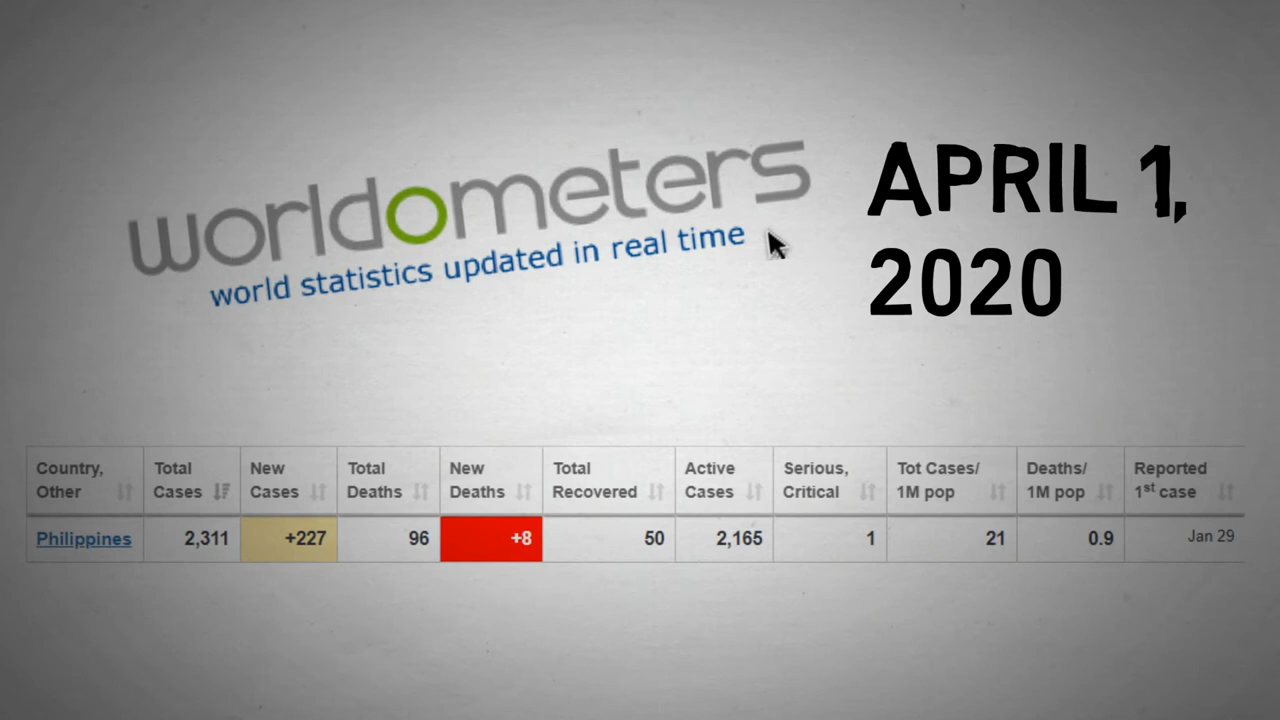 worldometers
world statistics updated in real time
APRIL 1,
2020
Country, Other Total Cases New Cases Total Deaths New Deaths Total Recovered Active Cases Serious, Critical Tot Cases/ 1M pop Deaths/ 1M pop Reported 1st case
Philippines 2,311 +227 96 +8 50 2,165 1 21 0.9 Jan 29